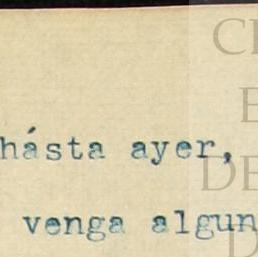 hásta ayer,
venga algun